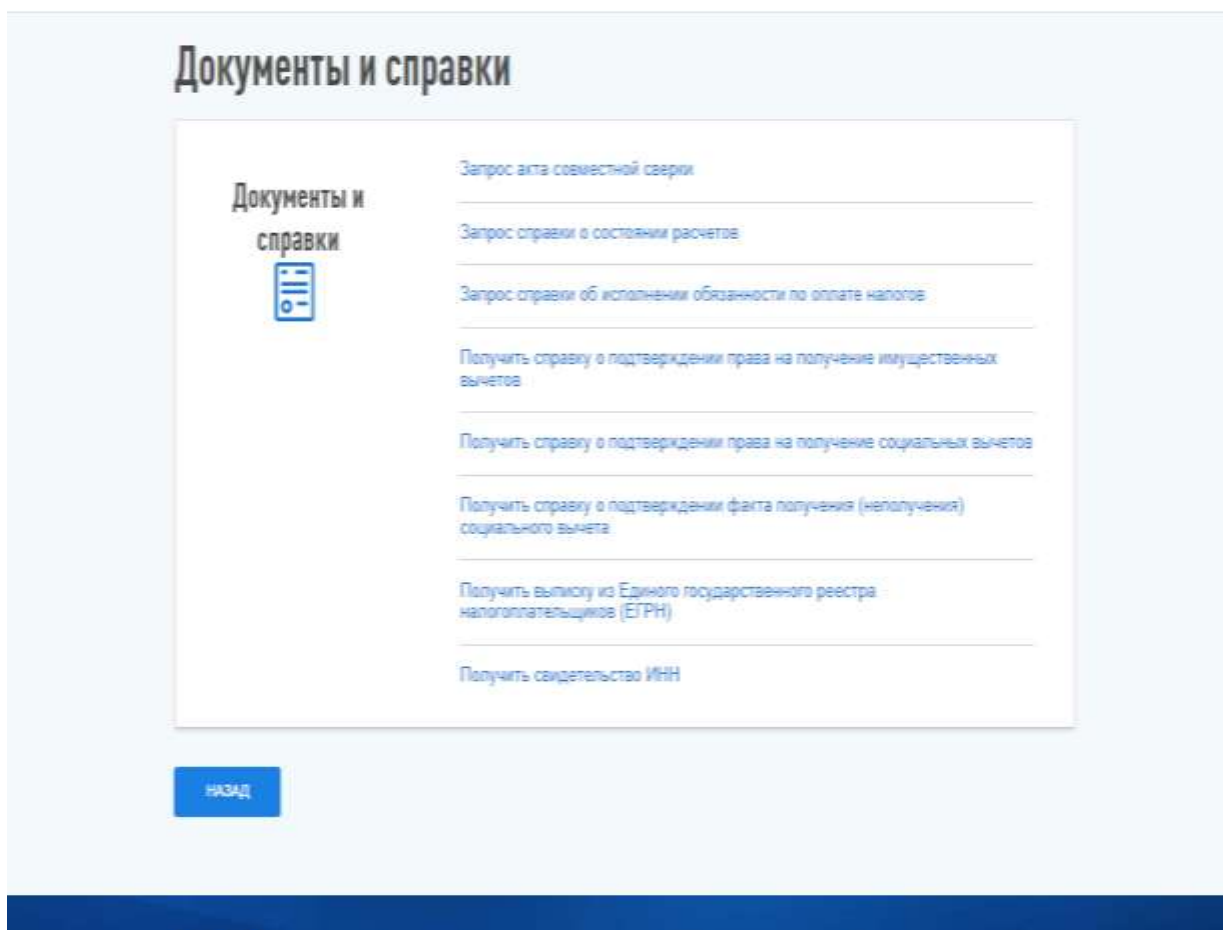 Документы и справки
Документы и
справки
Запрос акта совместной сверки
Запрос справки о состоянии расчетов
Запрос справки об исполнении обязанности по оплате налогов
Получить справку о подтверждении права на получение имущественных
вычетов
Получить справку о подтверждении права на получение социальных вычетов
Получить справку о подтверждении факта получения (неполучения)
социального вычета
Получить выписку из Единого государственного реестра
налогоплательщиков (ЕГРН)
Получить свидетельство ИНН
НАЗАД